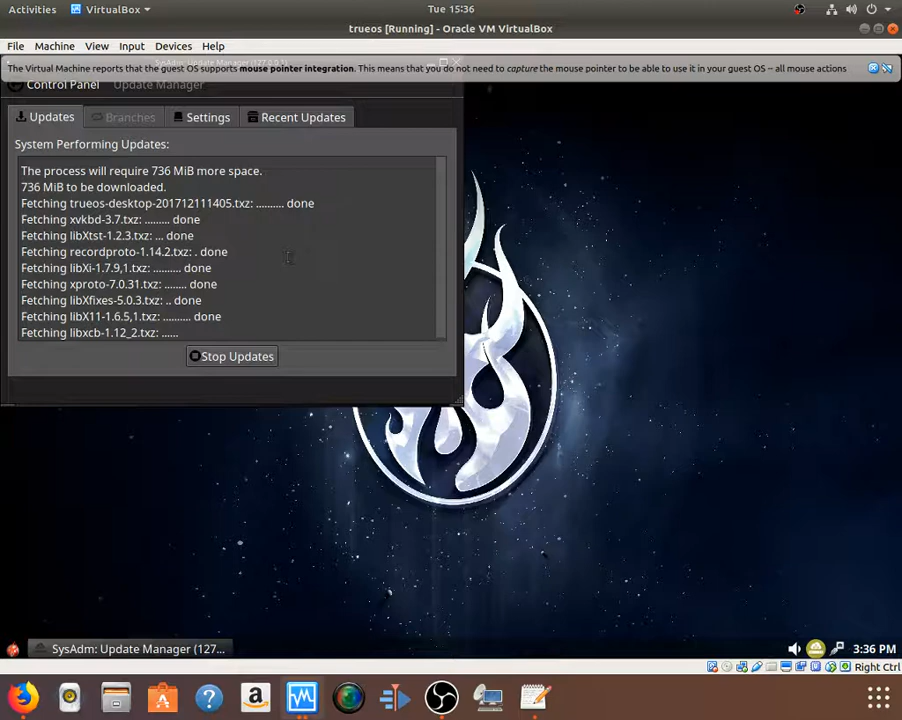 Activities VirtualBox Tue 15:36
trueos [Running] - Oracle VM VirtualBox
File Machine View Input Devices Help
The Virtual Machine reports that the guest OS supports mouse pointer integration. This means that you do not need to capture the mouse pointer to be able to use it in your guest OS – all mouse actions
Control Panel Update Manager
Updates Branches Settings Recent Updates
System Performing Updates:
The process will require 736 MiB more space.
736 MiB to be downloaded.
Fetching trueos-desktop-201712111405.txz: .......... done
Fetching xvkbd-3.7.txz: ......... done
Fetching libXtst-1.2.3.txz: ... done
Fetching recordproto-1.14.2.txz: . done
Fetching libXi-1.7.9,1.txz: .......... done
Fetching xproto-7.0.31.txz: ........ done
Fetching libXfixes-5.0.3.txz: .. done
Fetching libX11-1.6.5,1.txz: .......... done
Fetching libxcb-1.12_2.txz: ......
Stop Updates
SysAdm: Update Manager (127... 3:36 PM
Right Ctrl